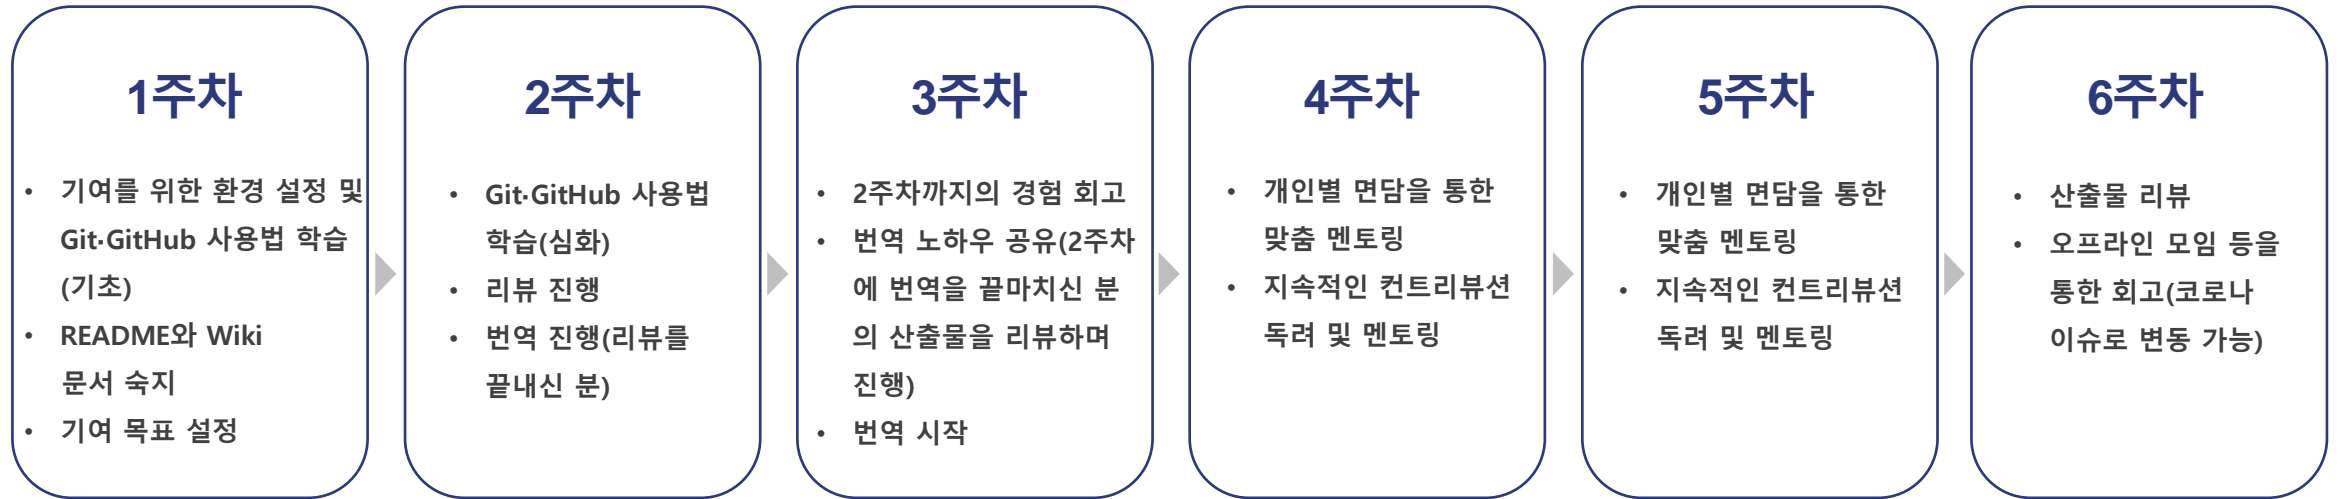 1주차
• 기여를 위한 환경 설정 및
Git·GitHub 사용법 학습
(기초)
• README와 Wiki
문서 숙지
• 기여 목표 설정
2주차
• Git·GitHub 사용법
학습(심화)
• 리뷰 진행
• 번역 진행(리뷰를
끝내신 분)
3주차
• 2주차까지의 경험 회고
• 번역 노하우 공유(2주차
에 번역을 끝마치신 분
의 산출물을 리뷰하며
진행)
• 번역 시작
4주차
• 개인별 면담을 통한
맞춤 멘토링
• 지속적인 컨트리뷰션
독려 및 멘토링
5주차
• 개인별 면담을 통한
맞춤 멘토링
• 지속적인 컨트리뷰션
독려 및 멘토링
6주차
• 산출물 리뷰
• 오프라인 모임 등을
통한 회고(코로나
이슈로 변동 가능)